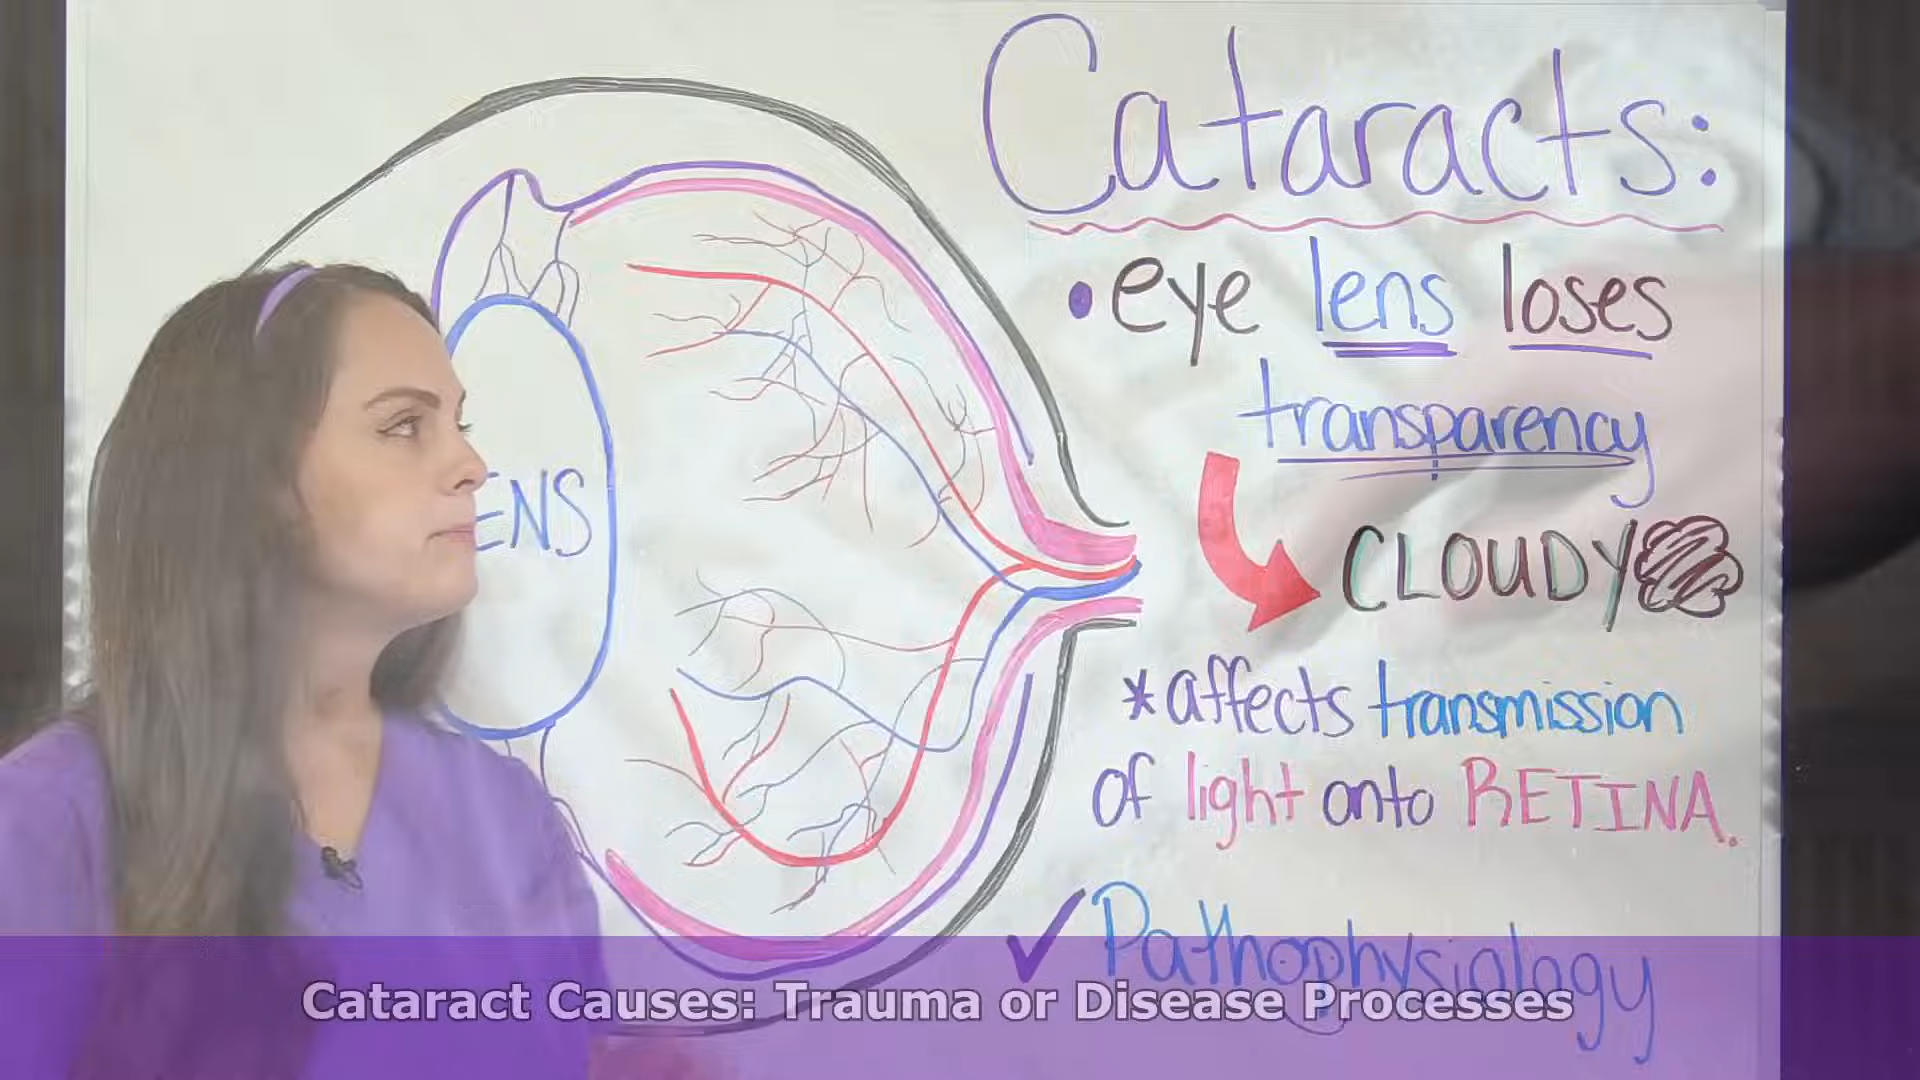 Cataracts:
• eye lens loses
transparency
CLOUDY
*affects transmission
of light onto RETINA.
ENS
✓ Pathophysiology
Cataract Causes: Trauma or Disease Processes